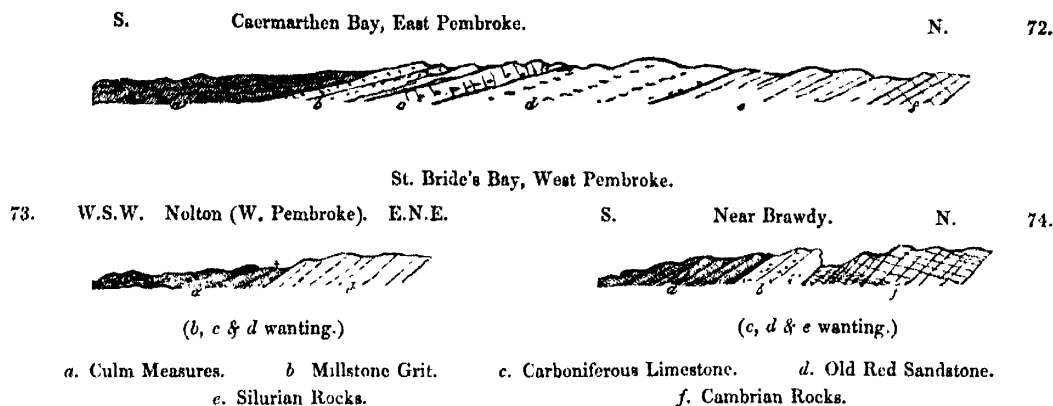 S. Caermarthen Bay, East Pembroke. N. 72.
a b c d e f
St. Bride's Bay, West Pembroke.
73. W.S.W. Nolton (W. Pembroke). E.N.E. S. Near Brawdy. N. 74.
a a b f
(b, c & d wanting.) (c, d & e wanting.)
a. Culm Measures. b Millstone Grit. c. Carboniferous Limestone. d. Old Red Sandstone.
e. Silurian Rocks. f. Cambrian Rocks.